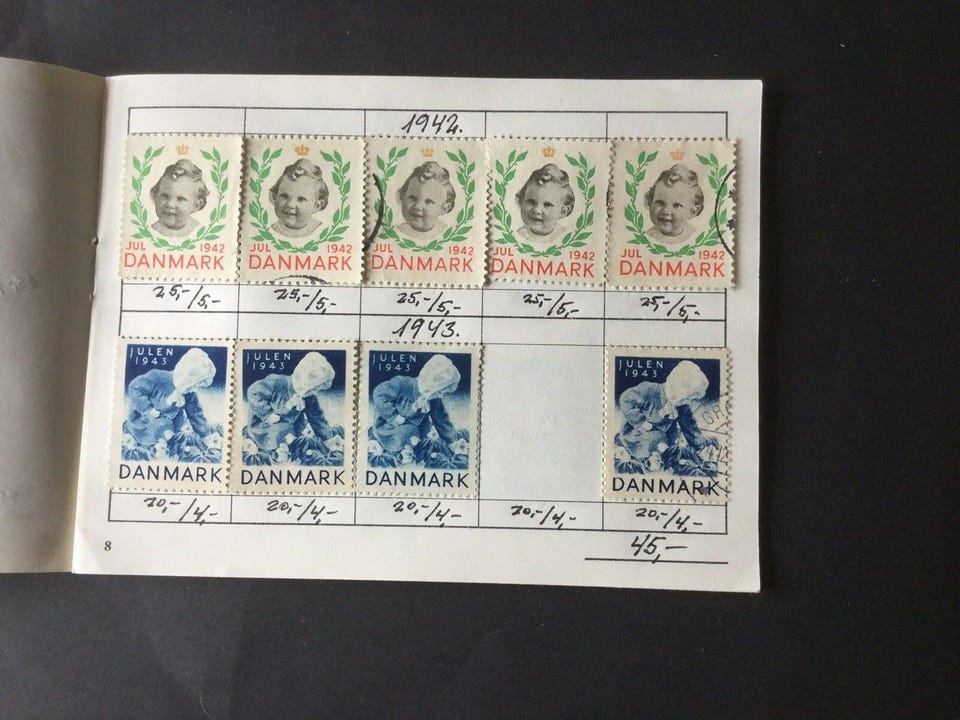 1942.
JUL 1942 JUL 1942 JUL 1942 JUL 1942 JUL 1942
DANMARK DANMARK DANMARK DANMARK DANMARK
25,-/5,- 25,-/5,- 25,-/5,- 25,-/5,- 25,-/5,-
1943.
JULEN JULEN JULEN JULEN
1943 1943 1943 1943
DANMARK DANMARK DANMARK DANMARK
20,-/4,- 20,-/4,- 20,-/4,- 20,-/4,- 20,-/4,-
45,-
8